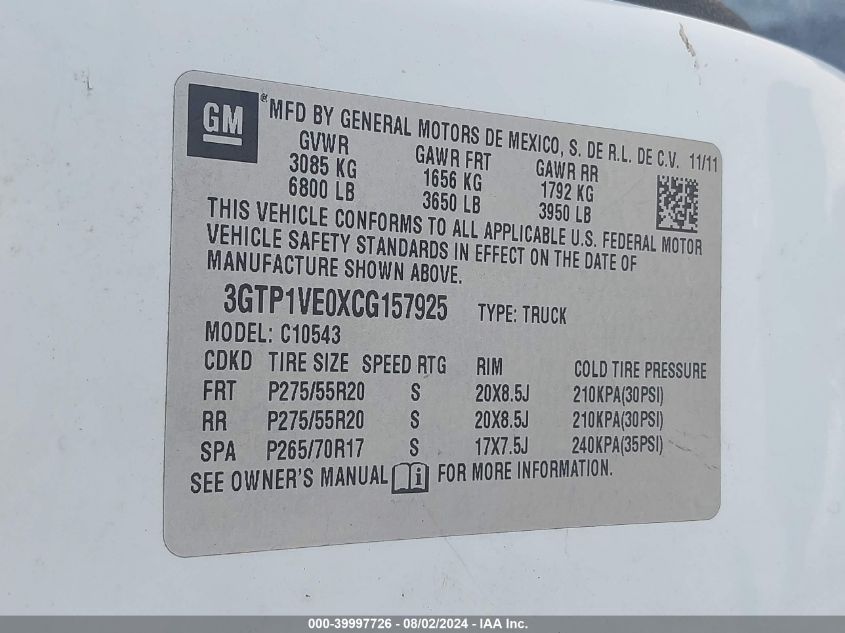 GM ® MFD BY GENERAL MOTORS DE MEXICO, S. DE R.L. DE C.V. 11/11
GVWR GAWR FRT GAWR RR
3085 KG 1656 KG 1792 KG
6800 LB 3650 LB 3950 LB
THIS VEHICLE CONFORMS TO ALL APPLICABLE U.S. FEDERAL MOTOR
VEHICLE SAFETY STANDARDS IN EFFECT ON THE DATE OF
MANUFACTURE SHOWN ABOVE.
3GTP1VE0XCG157925 TYPE: TRUCK
MODEL: C10543
CDKD TIRE SIZE SPEED RTG RIM COLD TIRE PRESSURE
FRT P275/55R20 S 20X8.5J 210KPA(30PSI)
RR P275/55R20 S 20X8.5J 210KPA(30PSI)
SPA P265/70R17 S 17X7.5J 240KPA(35PSI)
SEE OWNER'S MANUAL i FOR MORE INFORMATION.
000-39997726 - 08/02/2024 - IAA Inc.